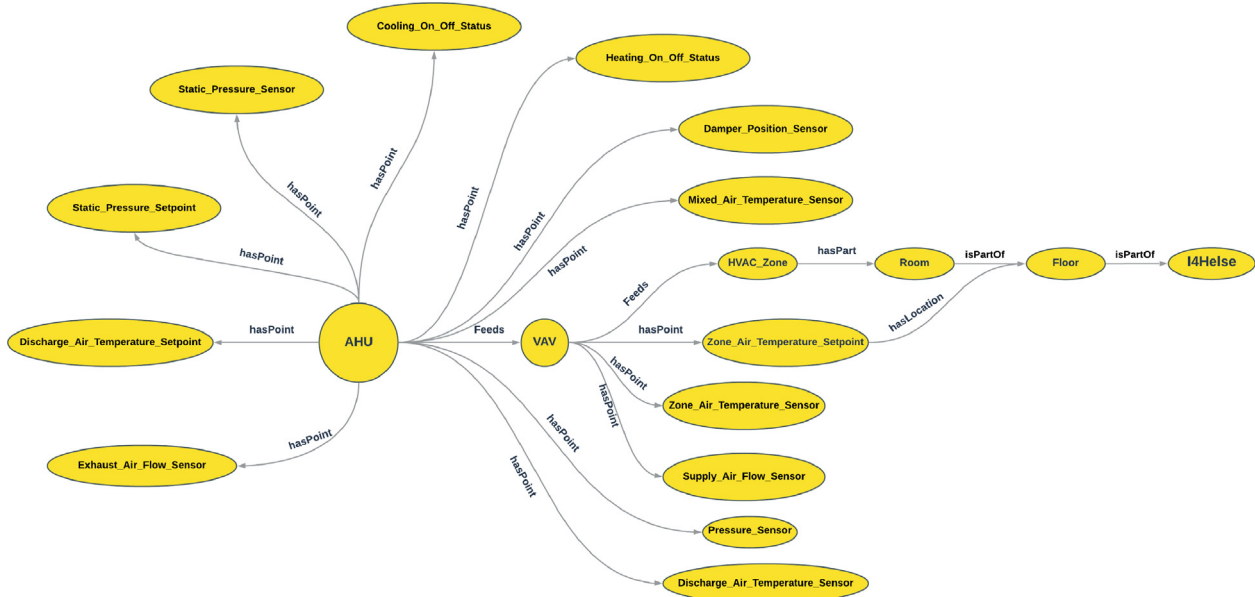 Cooling_On_Off_Status
Heating_On_Off_Status
Static_Pressure_Sensor
Damper_Position_Sensor
hasPoint
hasPoint
hasPoint
Mixed_Air_Temperature_Sensor
Static_Pressure_Setpoint
hasPoint
hasPoint
hasPoint
HVAC_Zone
hasPart
Room
isPartOf
Floor
isPartOf
I4Helse
Feeds
hasLocation
Discharge_Air_Temperature_Setpoint
hasPoint
AHU
Feeds
VAV
hasPoint
Zone_Air_Temperature_Setpoint
hasPoint
Zone_Air_Temperature_Sensor
hasPoint
hasPoint
hasPoint
Exhaust_Air_Flow_Sensor
hasPoint
Supply_Air_Flow_Sensor
Pressure_Sensor
Discharge_Air_Temperature_Sensor